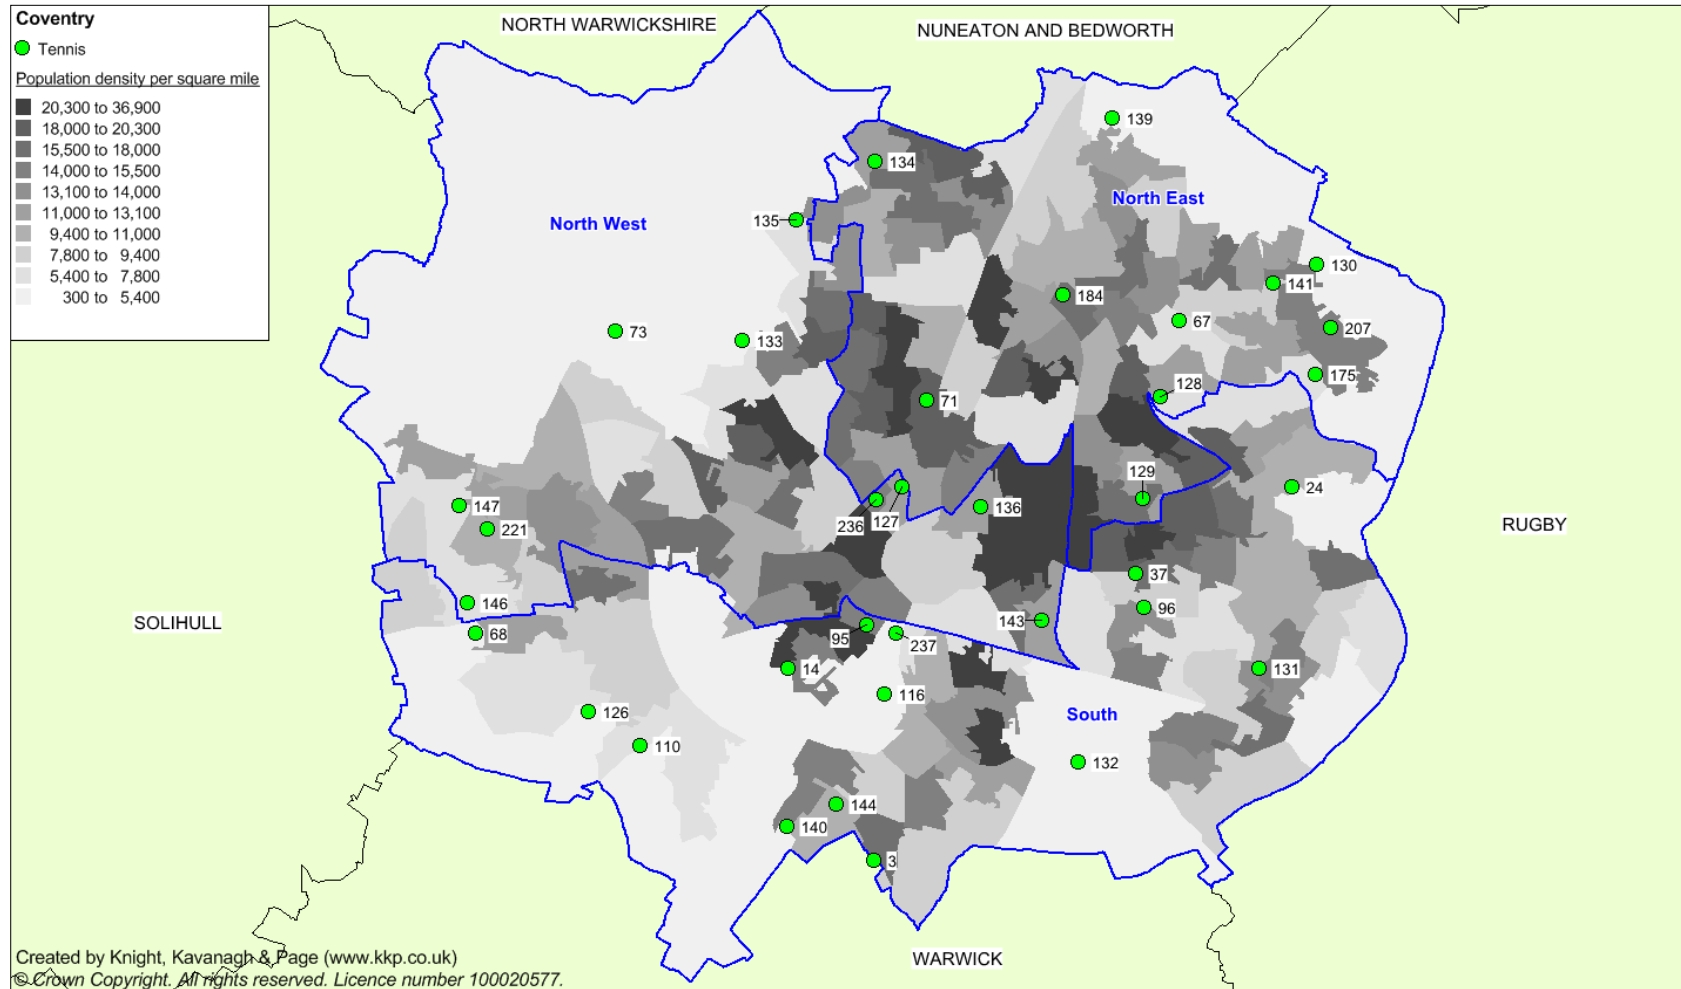 Coventry
Tennis
Population density per square mile
20,300 to 36,900
18,000 to 20,300
15,500 to 18,000
14,000 to 15,500
13,100 to 14,000
11,000 to 13,100
9,400 to 11,000
7,800 to 9,400
5,400 to 7,800
300 to 5,400
NORTH WARWICKSHIRE
NUNEATON AND BEDWORTH
139
134
North East
135
North West
130
141
184
67
207
73
133
175
128
71
129
24
147
236
127
136
221
RUGBY
37
146
96
SOLIHULL
68
95
237
143
14
131
116
126
South
110
132
144
140
3
Created by Knight, Kavanagh & Page (www.kkp.co.uk)
WARWICK
© Crown Copyright. All rights reserved. Licence number 100020577.